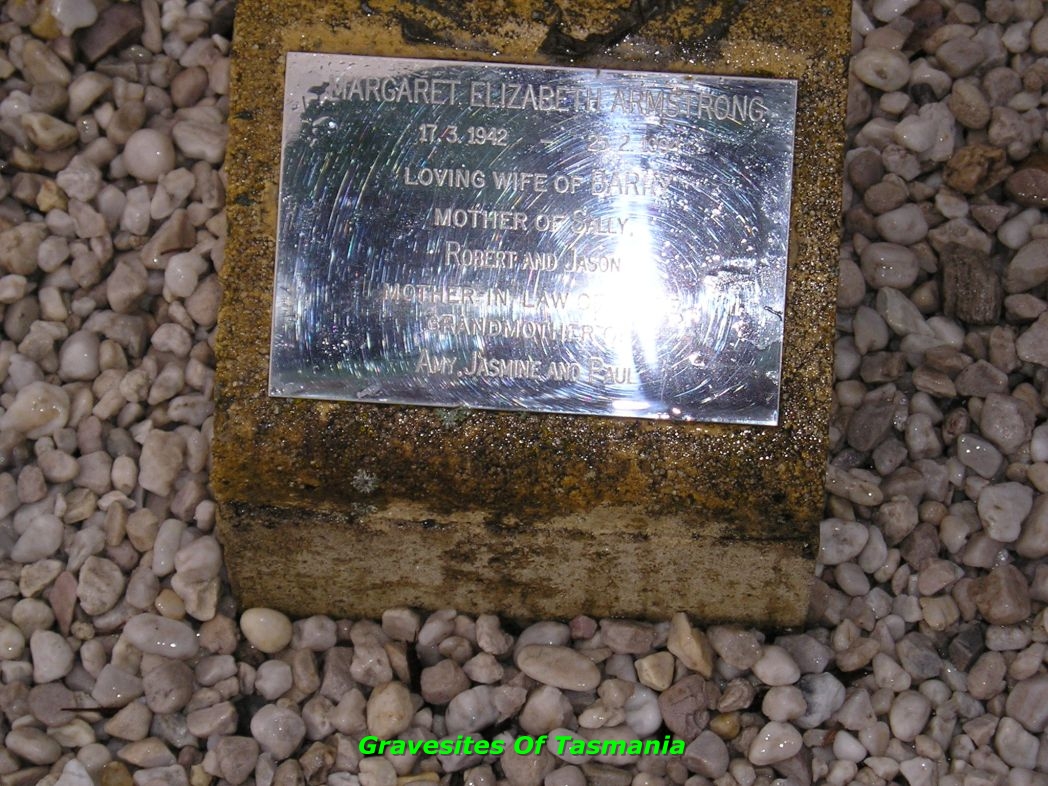 MARGARET ELIZABETH ARMSTRONG
17.3.1942 -
LOVING WIFE OF BARRY
MOTHER OF SALLY,
ROBERT AND JASON
MOTHER-IN-LAW OF
GRANDMOTHER OF
AMY, JASMINE AND PAUL
Gravesites Of Tasmania